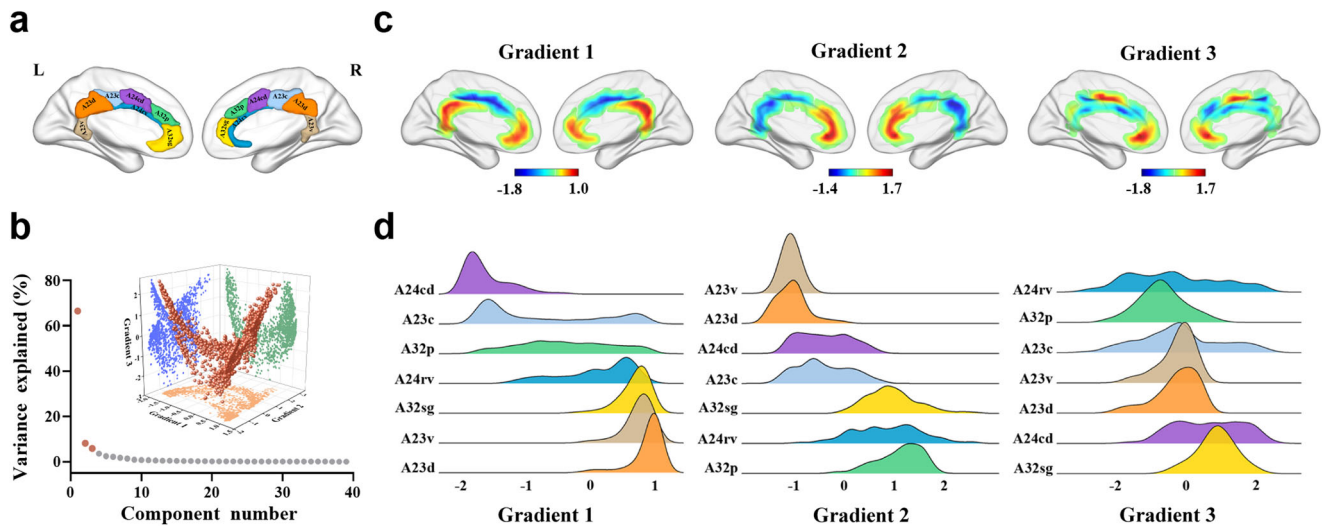 a
L
R
A23d
A23c
A24cd
A32p
A32sg
A32p
A24cd
A23c
A23d
A23v
b
Variance explained (%)
80
60
40
20
0
0
10
20
30
40
Component number
Gradient 3
Gradient 1
Gradient 2
c
Gradient 1
Gradient 2
Gradient 3
-1.8
1.0
-1.4
1.7
-1.8
1.7
d
A24cd
A23c
A32p
A24rv
A32sg
A23v
A23d
-2
-1
0
1
Gradient 1
A23v
A23d
A24cd
A23c
A32sg
A24rv
A32p
-1
0
1
2
Gradient 2
A24rv
A32p
A23c
A23v
A23d
A24cd
A32sg
-2
0
2
Gradient 3